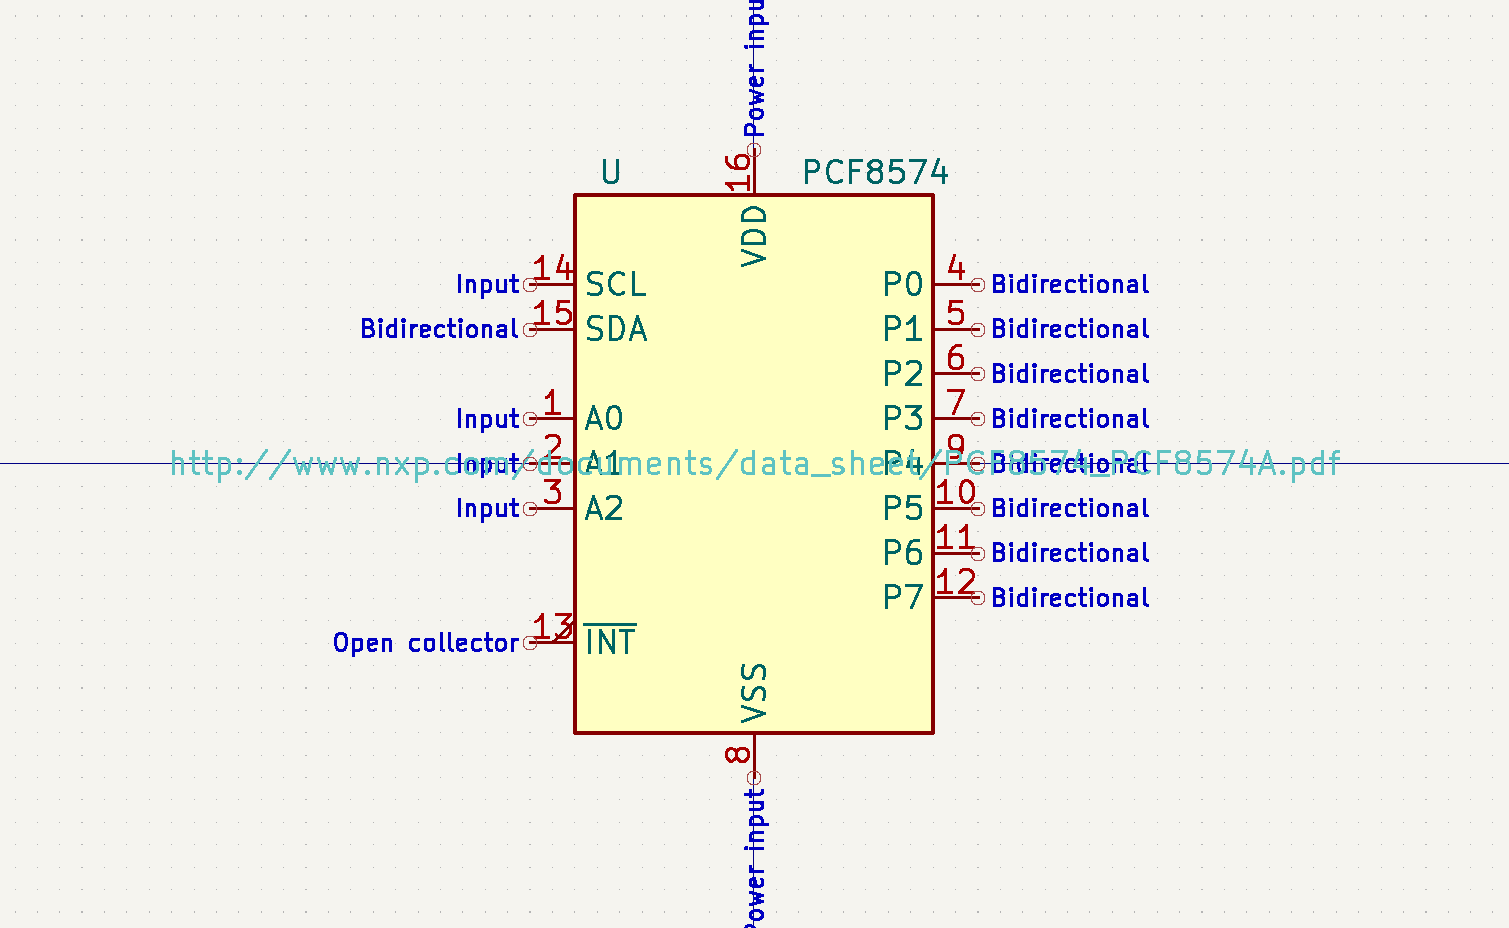 Power inpu
16
U PCF8574
VDD
Input 14 SCL P0 4 Bidirectional
Bidirectional 15 SDA P1 5 Bidirectional
P2 6 Bidirectional
Input 1 A0 P3 7 Bidirectional
Input 2 A1 P4 9 Bidirectional
http://www.nxp.com/documents/data_sheet/PCF8574_PCF8574A.pdf
Input 3 A2 P5 10 Bidirectional
P6 11 Bidirectional
P7 12 Bidirectional
Open collector 13 INT
VSS
8
Power input